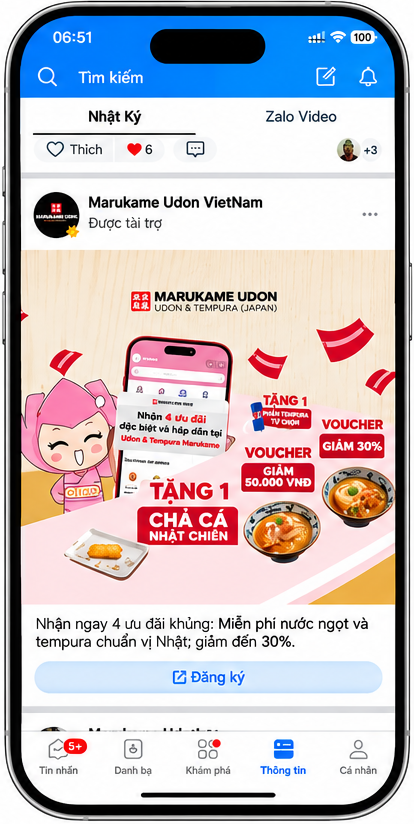 06:51
100
Tìm kiếm
Nhật Ký
Zalo Video
Thích
6
+3
MARUKAME UDON
Marukame Udon VietNam
Được tài trợ
MARUKAME UDON
UDON & TEMPURA (JAPAN)
Nhận 4 ưu đãi
đặc biệt và hấp dẫn tại
Udon & Tempura Marukame
TẶNG 1
PHẦN TEMPURA
TỰ CHỌN
VOUCHER
GIẢM 30%
VOUCHER
GIẢM
50.000 VNĐ
TẶNG 1
CHẢ CÁ
NHẬT CHIÊN
Nhận ngay 4 ưu đãi khủng: Miễn phí nước ngọt và
tempura chuẩn vị Nhật; giảm đến 30%.
Đăng ký
5+
Tin nhắn
Danh bạ
Khám phá
Thông tin
Cá nhân